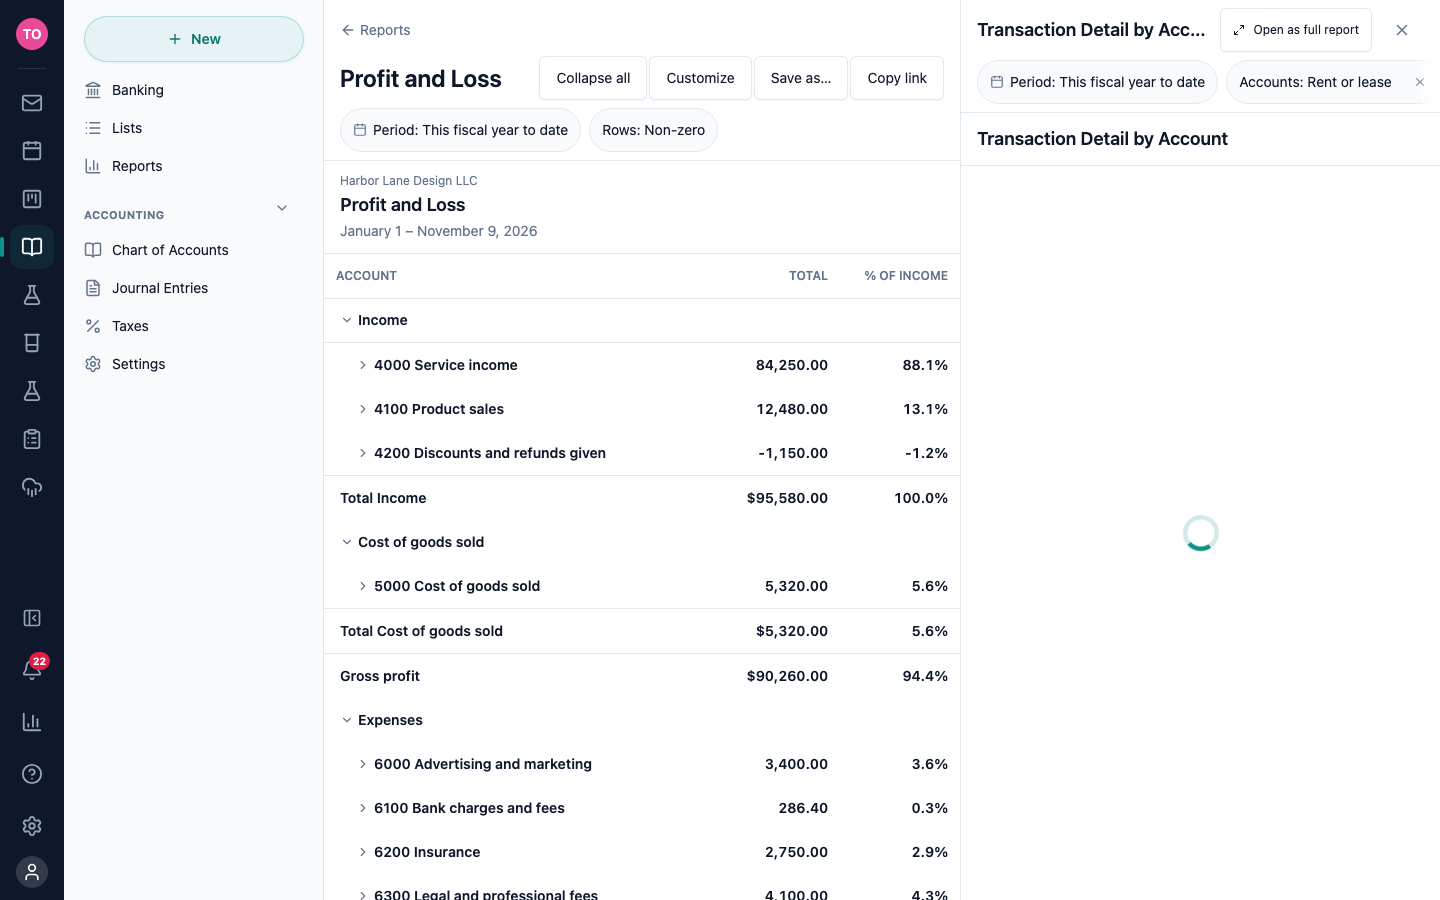 TO
22
New
Banking
Lists
Reports
ACCOUNTING
Chart of Accounts
Journal Entries
Taxes
Settings
Reports
Profit and Loss
Collapse all
Customize
Save as...
Copy link
Period: This fiscal year to date
Rows: Non-zero
Harbor Lane Design LLC
Profit and Loss
January 1 – November 9, 2026
ACCOUNT TOTAL % OF INCOME
Income
4000 Service income 84,250.00 88.1%
4100 Product sales 12,480.00 13.1%
4200 Discounts and refunds given -1,150.00 -1.2%
Total Income $95,580.00 100.0%
Cost of goods sold
5000 Cost of goods sold 5,320.00 5.6%
Total Cost of goods sold $5,320.00 5.6%
Gross profit $90,260.00 94.4%
Expenses
6000 Advertising and marketing 3,400.00 3.6%
6100 Bank charges and fees 286.40 0.3%
6200 Insurance 2,750.00 2.9%
6300 Legal and professional fees 4,100.00 4.3%
Transaction Detail by Acc...
Open as full report
Period: This fiscal year to date
Accounts: Rent or lease
Transaction Detail by Account